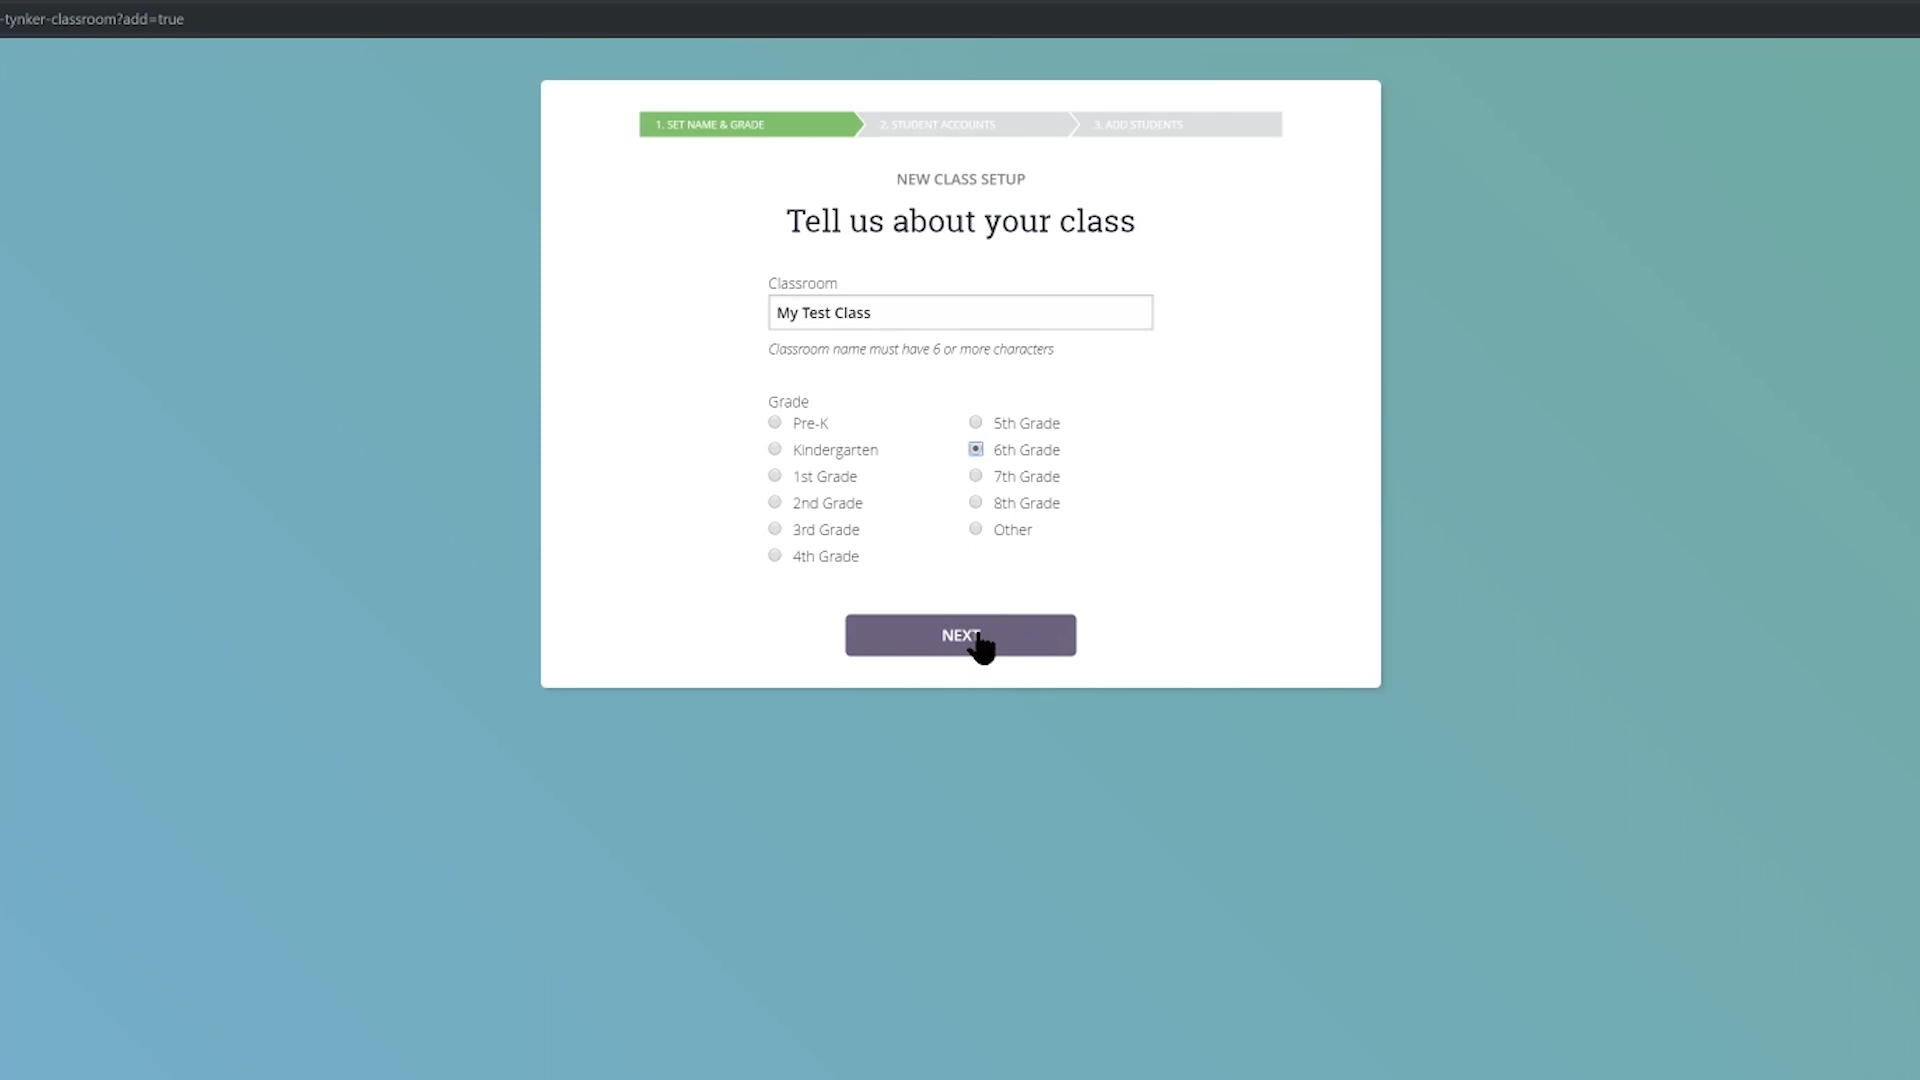 -tynker-classroom?add=true
1. SET NAME & GRADE 2. STUDENT ACCOUNTS 3. ADD STUDENTS
NEW CLASS SETUP
Tell us about your class
Classroom
My Test Class
Classroom name must have 6 or more characters
Grade
Pre-K
Kindergarten
1st Grade
2nd Grade
3rd Grade
4th Grade
5th Grade
6th Grade
7th Grade
8th Grade
Other
NEXT